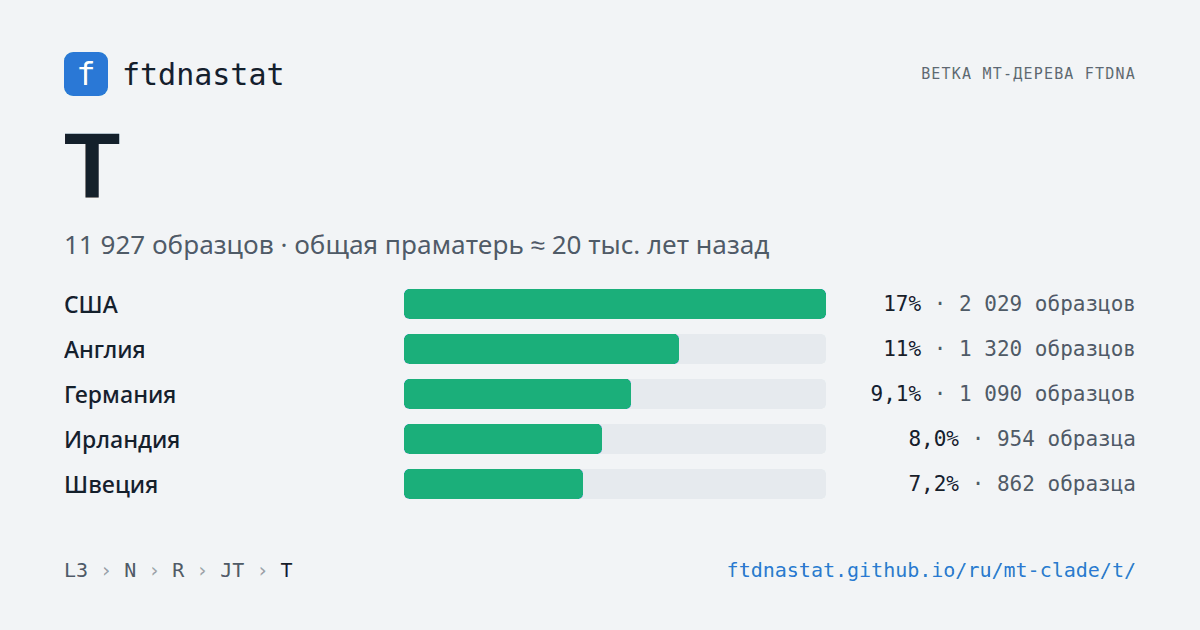 f ftdnastat
ВЕТКА МТ-ДЕРЕВА FTDNA
T
11 927 образцов · общая праматерь ≈ 20 тыс. лет назад
США 17% · 2 029 образцов
Англия 11% · 1 320 образцов
Германия 9,1% · 1 090 образцов
Ирландия 8,0% · 954 образца
Швеция 7,2% · 862 образца
L3 › N › R › JT › T
ftdnastat.github.io/ru/mt-clade/t/